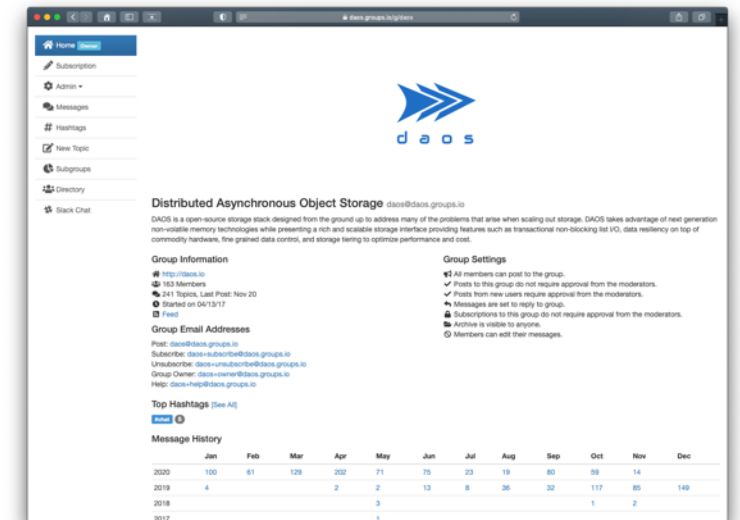 daos.groups.io/g/daos
Home Owner
Subscription
Admin
Messages
# Hashtags
New Topic
Subgroups
Directory
Slack Chat
daos
Distributed Asynchronous Object Storage daos@daos.groups.io
DAOS is a open-source storage stack designed from the ground up to address many of the problems that arise when scaling out storage. DAOS takes advantage of next generation
non-volatile memory technologies while presenting a rich and scalable storage interface providing features such as transactional non-blocking list I/O, data resiliency on top of
commodity hardware, fine grained data control, and storage tiering to optimize performance and cost.
Group Information
http://daos.io
163 Members
241 Topics, Last Post: Nov 20
Started on 04/13/17
Feed
Group Email Addresses
Post: daos@daos.groups.io
Subscribe: daos+subscribe@daos.groups.io
Unsubscribe: daos+unsubscribe@daos.groups.io
Group Owner: daos+owner@daos.groups.io
Help: daos+help@daos.groups.io
Group Settings
All members can post to the group.
Posts to this group do not require approval from the moderators.
Posts from new users require approval from the moderators.
Messages are set to reply to group.
Subscriptions to this group do not require approval from the moderators.
Archive is visible to anyone.
Members can edit their messages.
Top Hashtags [See All]
Message History
Jan Feb Mar Apr May Jun Jul Aug Sep Oct Nov Dec
2020 100 61 129 202 71 75 23 19 80 59 14
2019 4 2 2 13 8 36 32 117 85 149
2018 3 1 2
2017 1